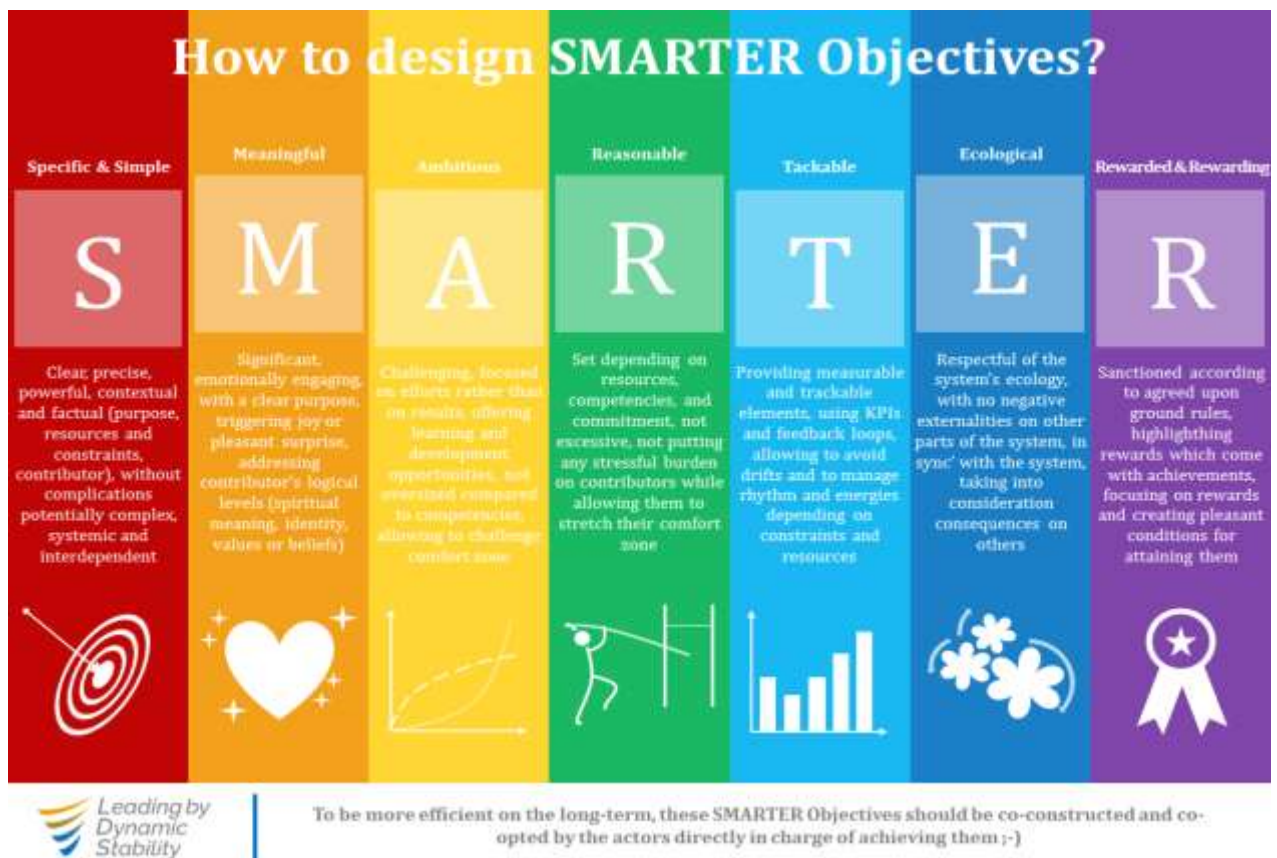 How to design SMARTER Objectives?
Specific & Simple
S
Clear, precise,
powerful, contextual
and factual (purpose,
resources and
constraints,
contributor), without
complications
potentially complex,
systemic and
interdependent
Meaningful
M
Significant,
emotionally engaging,
with a clear purpose,
triggering joy or
pleasant surprise,
addressing
contributor's logical
levels (spiritual
meaning, identity,
values or beliefs)
Ambitious
A
Challenging, focused
on efforts rather than
on results, offering
learning and
development
opportunities, not
oversized compared
to competencies,
allowing to challenge
comfort zone
Reasonable
R
Set depending on
resources,
competencies, and
commitment, not
excessive, not putting
any stressful burden
on contributors while
allowing them to
stretch their comfort
zone
Tackable
T
Providing measurable
and trackable
elements, using KPIs
and feedback loops,
allowing to avoid
drifts and to manage
rhythm and energies
depending on
constraints and
resources
Ecological
E
Respectful of the
system's ecology,
with no negative
externalities on other
parts of the system, in
sync' with the system,
taking into
consideration
consequences on
others
Rewarded & Rewarding
R
Sanctioned according
to agreed upon
ground rules,
highlighthing
rewards which come
with achievements,
focusing on rewards
and creating pleasant
conditions for
attaining them
Leading by
Dynamic
Stability
To be more efficient on the long-term, these SMARTER Objectives should be co-constructed and co-
opted by the actors directly in charge of achieving them ;-)